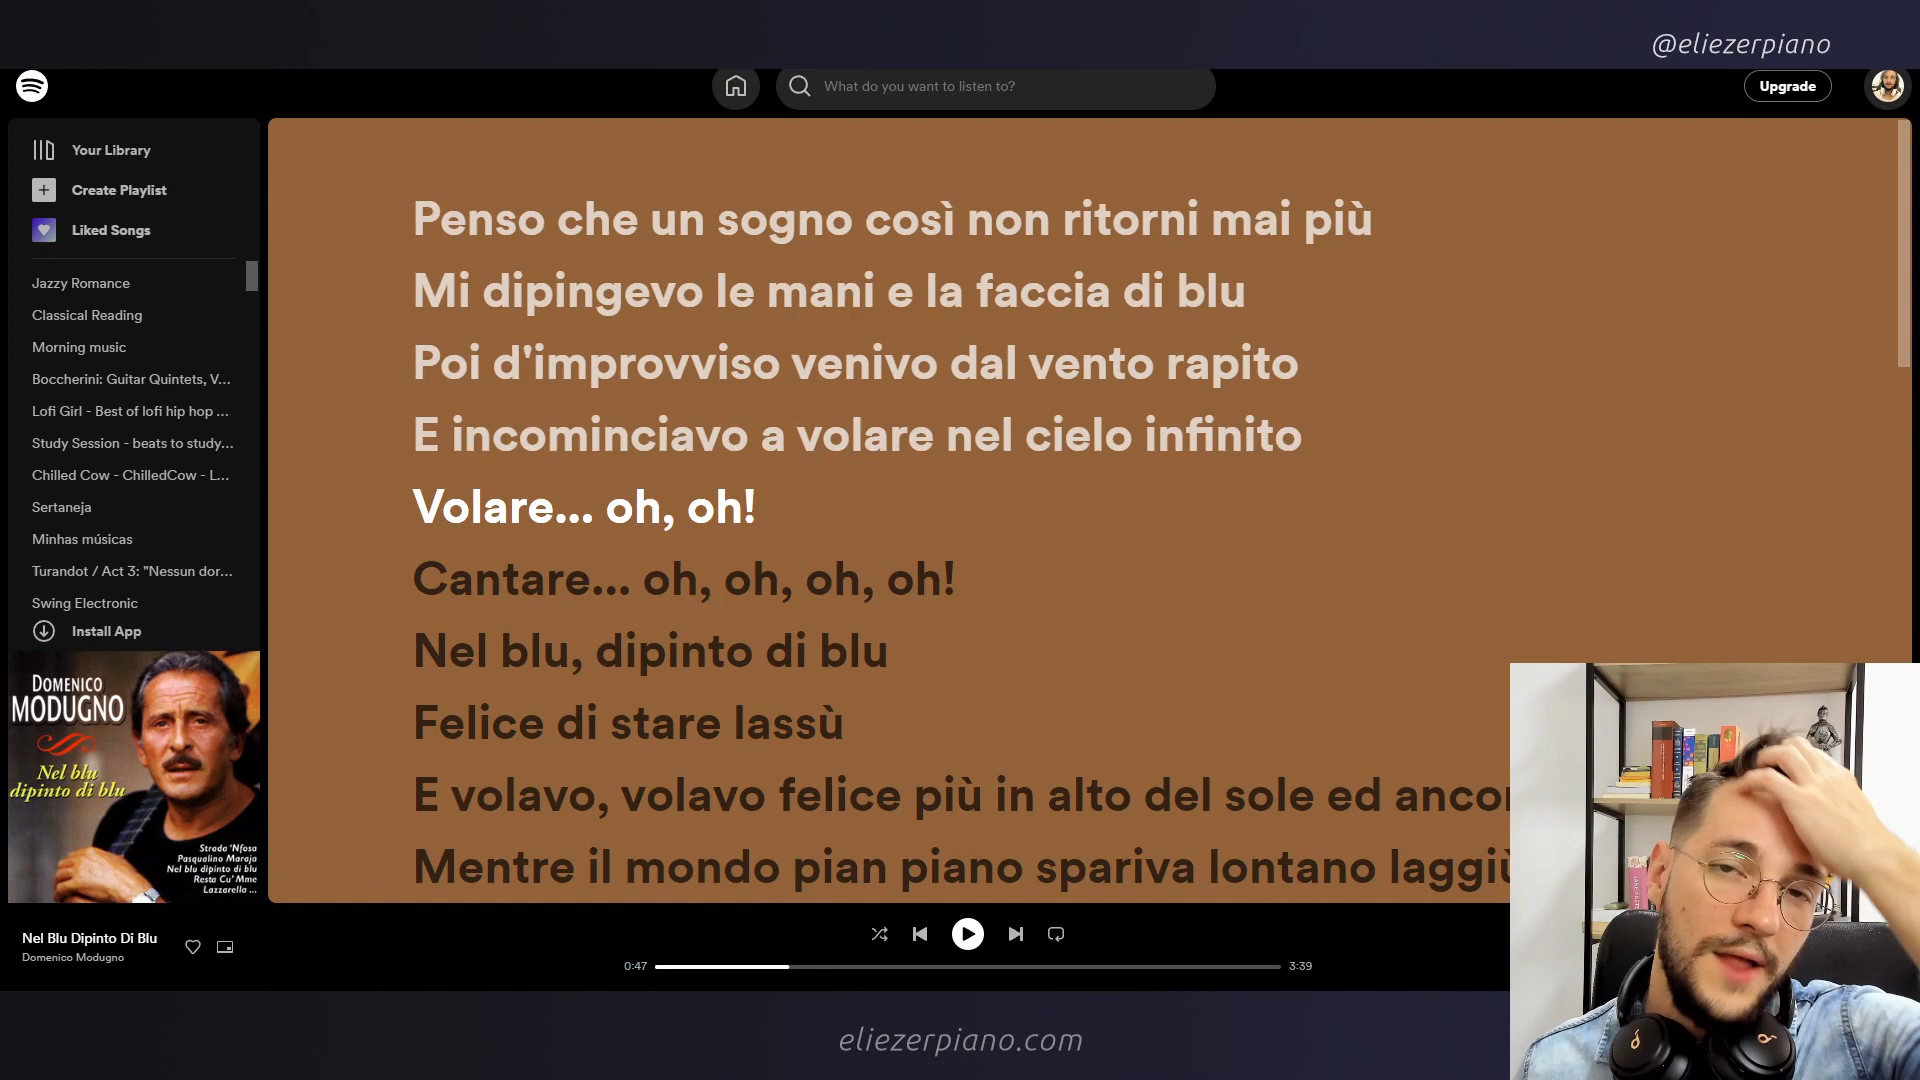 @eliezerpiano
What do you want to listen to?
Upgrade
Your Library
Create Playlist
Liked Songs
Jazzy Romance
Classical Reading
Morning music
Boccherini: Guitar Quintets, V...
Lofi Girl - Best of lofi hip hop ...
Study Session - beats to study...
Chilled Cow - ChilledCow - L...
Sertaneja
Minhas músicas
Turandot / Act 3: "Nessun dor...
Swing Electronic
Install App
DOMENICO
MODUGNO
Nel blu
dipinto di blu
Strada 'Nfosa
Pasqualino Maraja
Nel blu dipinto di blu
Resta Cu' Mme
Lazzarella ...
Nel Blu Dipinto Di Blu
Domenico Modugno
Penso che un sogno così non ritorni mai più
Mi dipingevo le mani e la faccia di blu
Poi d'improvviso venivo dal vento rapito
E incominciavo a volare nel cielo infinito
Volare... oh, oh!
Cantare... oh, oh, oh, oh!
Nel blu, dipinto di blu
Felice di stare lassù
E volavo, volavo felice più in alto del sole ed ancor
Mentre il mondo pian piano spariva lontano laggiù
0:47
3:39
eliezerpiano.com